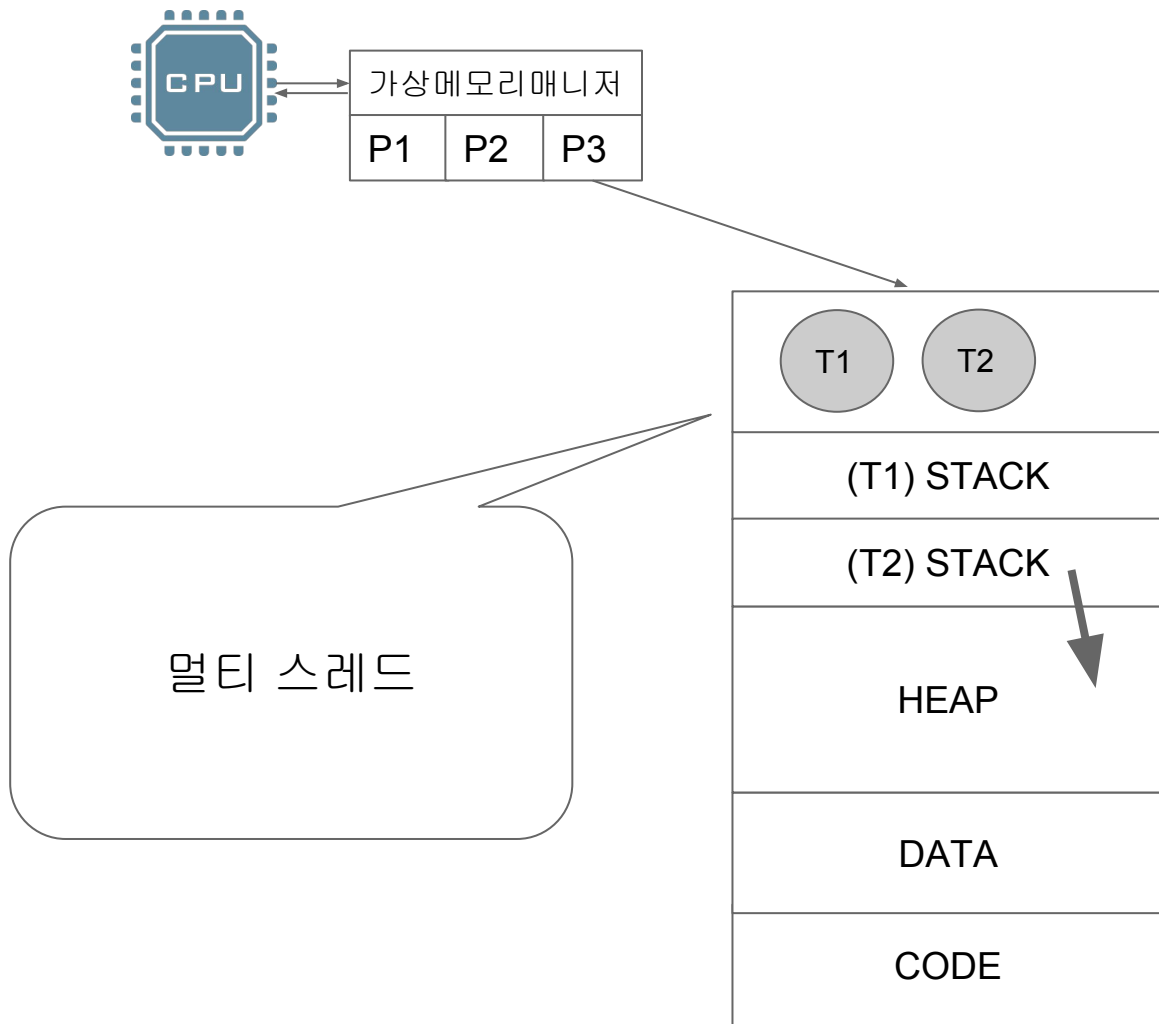 CPU
가상메모리매니저
P1 P2 P3
T1 T2
(T1) STACK
(T2) STACK
멀티 스레드
HEAP
DATA
CODE